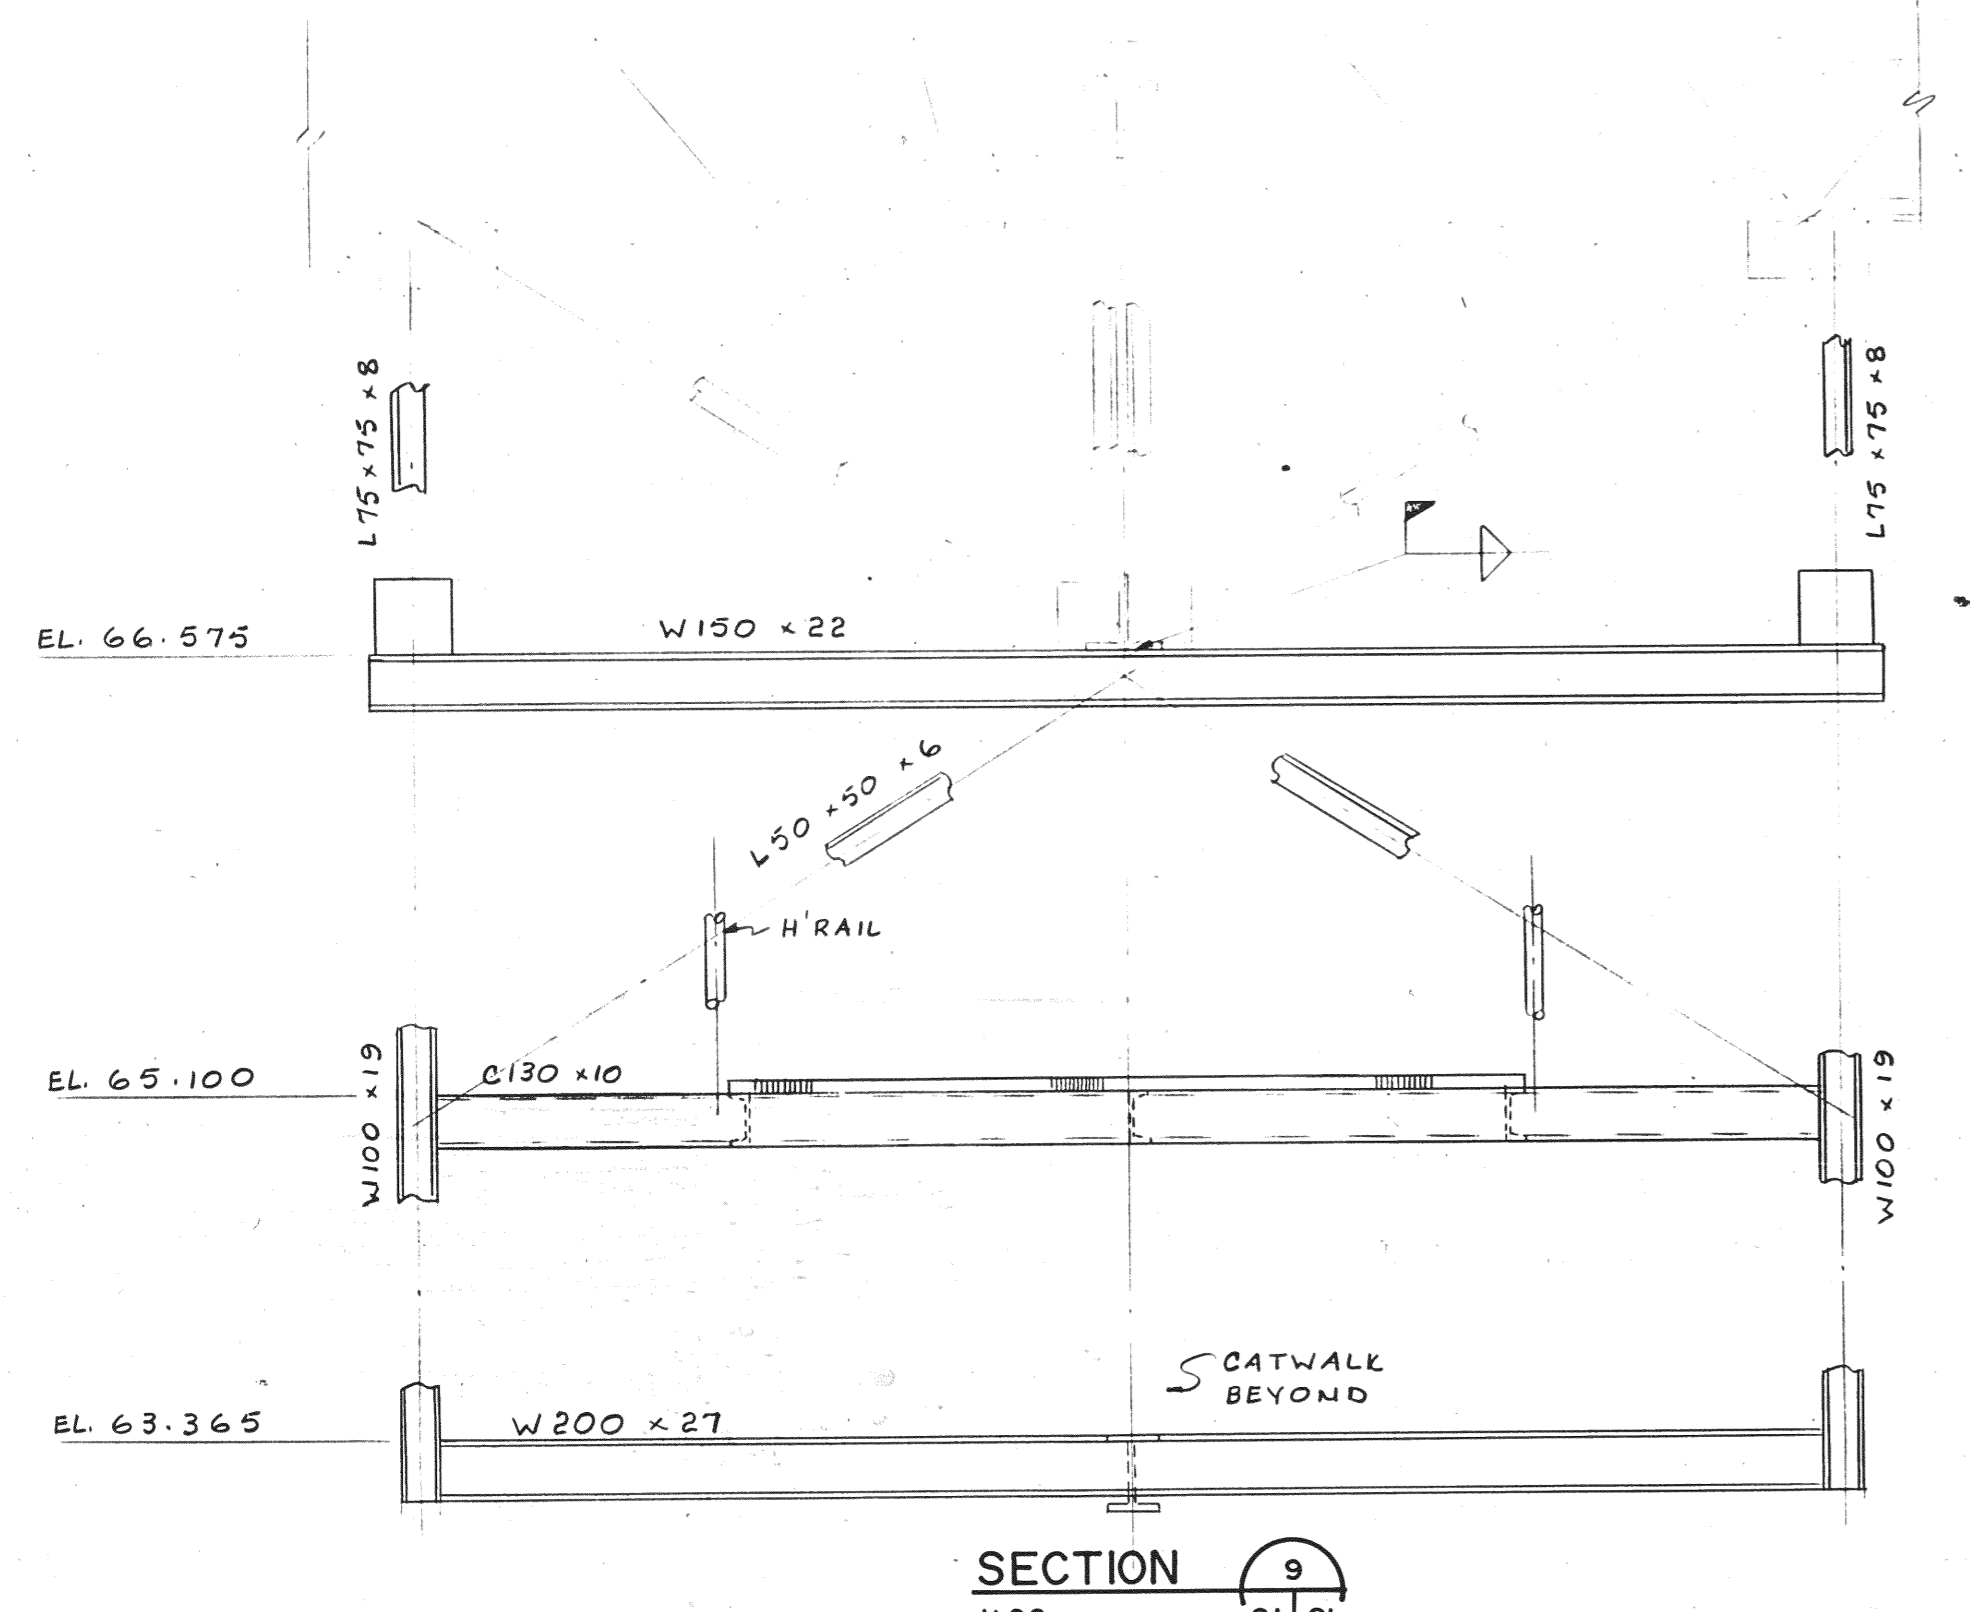 L75 x 75 x 8
L75 x 75 x 8
EL. 66.575
W150 x 22
L50 x 50 x 6
H'RAIL
EL. 65.100
C130 x10
W100 x 19
W100 x 19
CATWALK
BEYOND
EL. 63.365
W200 x 27
SECTION
9